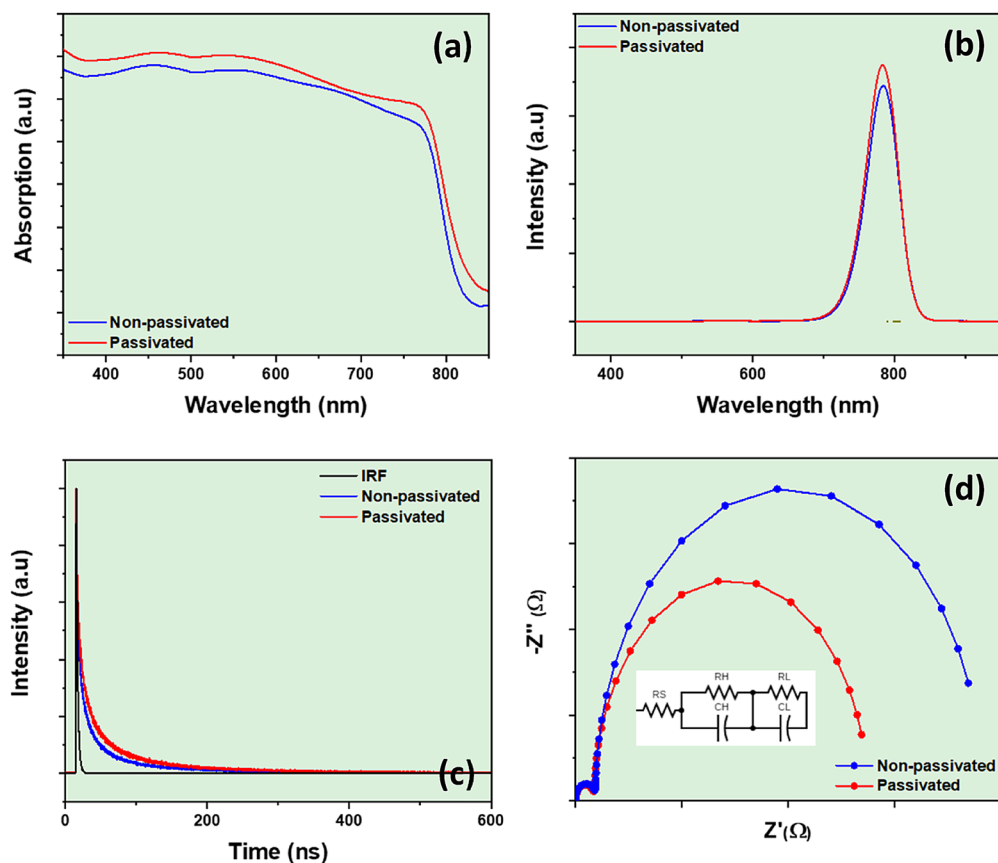 (a)
Absorption (a.u)
Non-passivated
Passivated
400 500 600 700 800
Wavelength (nm)
(b)
Non-passivated
Passivated
Intensity (a.u)
400 600 800
Wavelength (nm)
IRF
Non-passivated
Passivated
Intensity (a.u)
(c)
0 200 400 600
Time (ns)
(d)
-Z''(Ω)
RS
RH
CH
RL
CL
Non-passivated
Passivated
Z'(Ω)